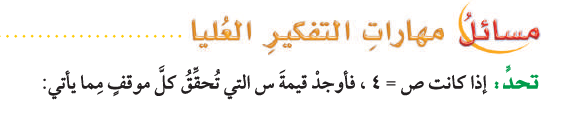 مسائلُ مهاراتِ التفكيرِ العُليا
تحدٍّ: إذا كانت ص = ٤ ، فأوجدْ قيمةَ س التي تُحقِّقُ كلَّ موقفٍ مِما يأتي: